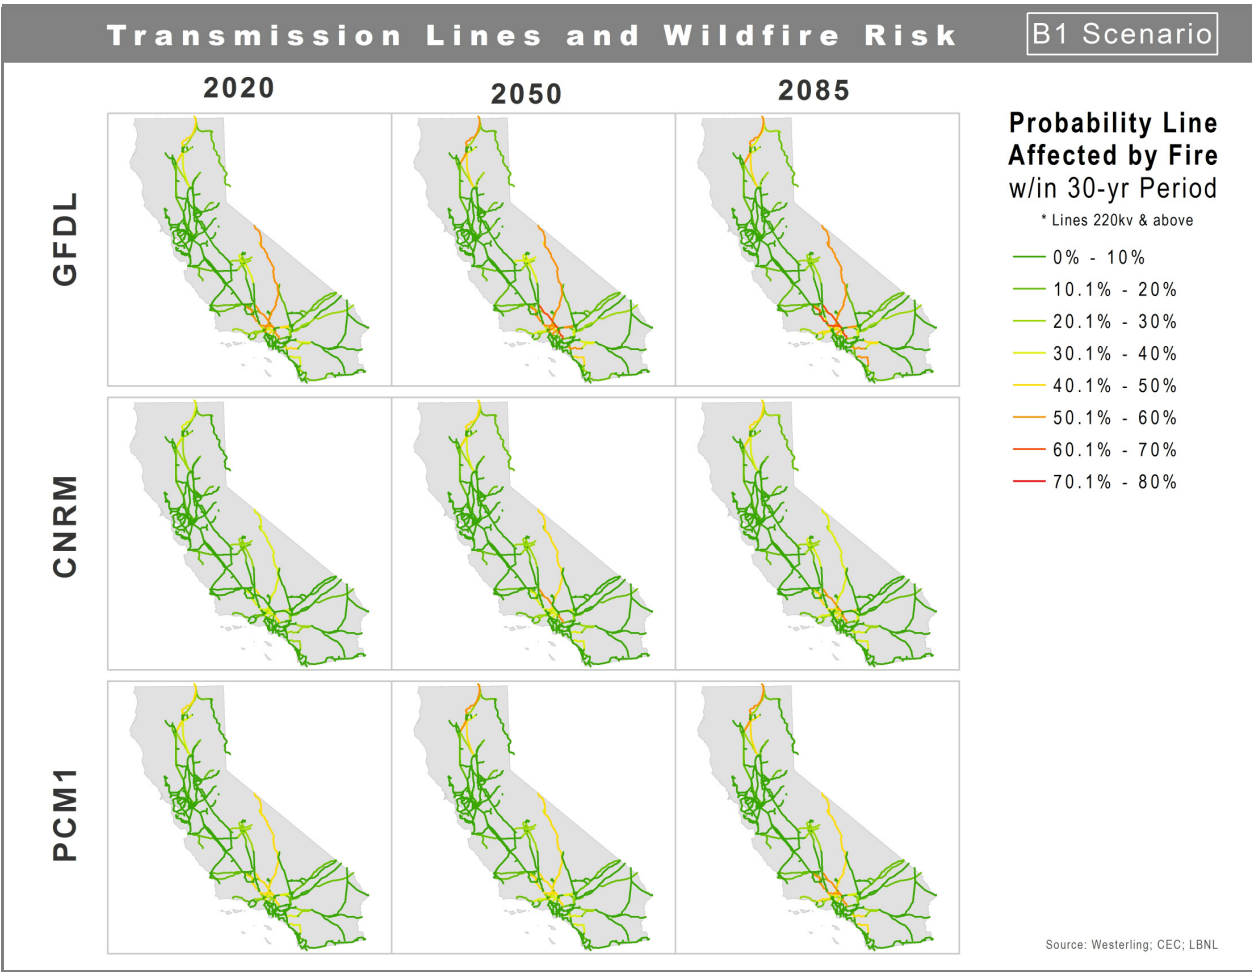 Transmission Lines and Wildfire Risk
B1 Scenario
2020
2050
2085
Probability Line
Affected by Fire
w/in 30-yr Period
* Lines 220kv & above
0% - 10%
10.1% - 20%
20.1% - 30%
30.1% - 40%
40.1% - 50%
50.1% - 60%
60.1% - 70%
70.1% - 80%
GFDL
CNRM
PCM1
Source: Westerling; CEC; LBNL